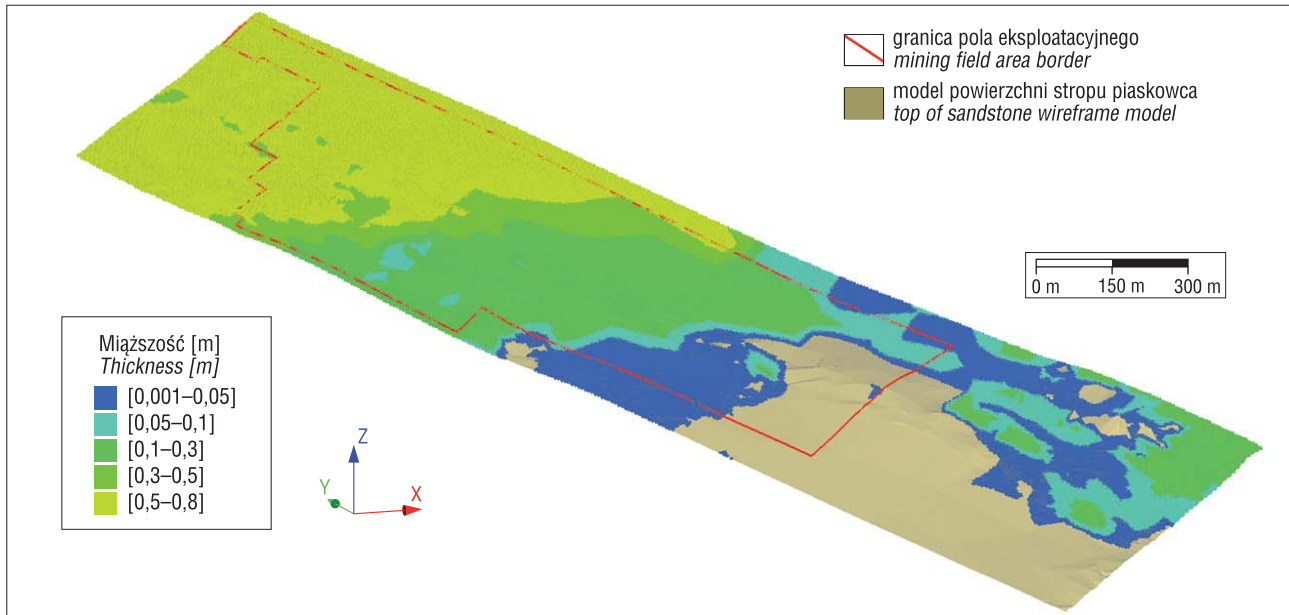 granica pola eksploatacyjnego
mining field area border
model powierzchni stropu piaskowca
top of sandstone wireframe model
0 m 150 m 300 m
Miąższość [m]
Thickness [m]
[0,001–0,05]
[0,05–0,1]
[0,1–0,3]
[0,3–0,5]
[0,5–0,8]
Z
Y
X